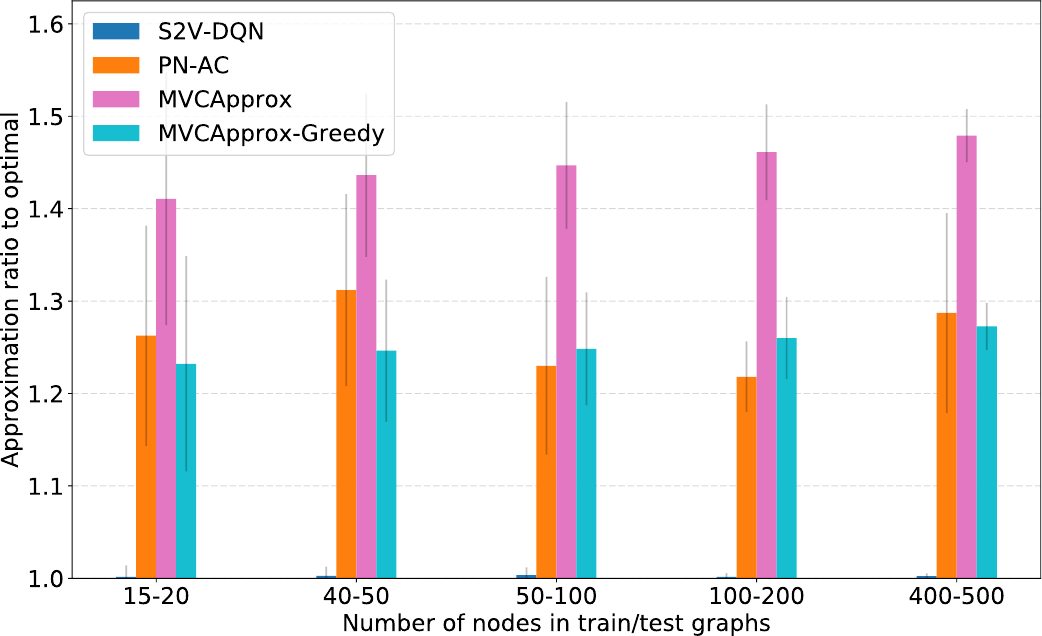 S2V-DQN
PN-AC
MVCApprox
MVCApprox-Greedy
Approximation ratio to optimal
1.6
1.5
1.4
1.3
1.2
1.1
1.0
15-20 40-50 50-100 100-200 400-500
Number of nodes in train/test graphs